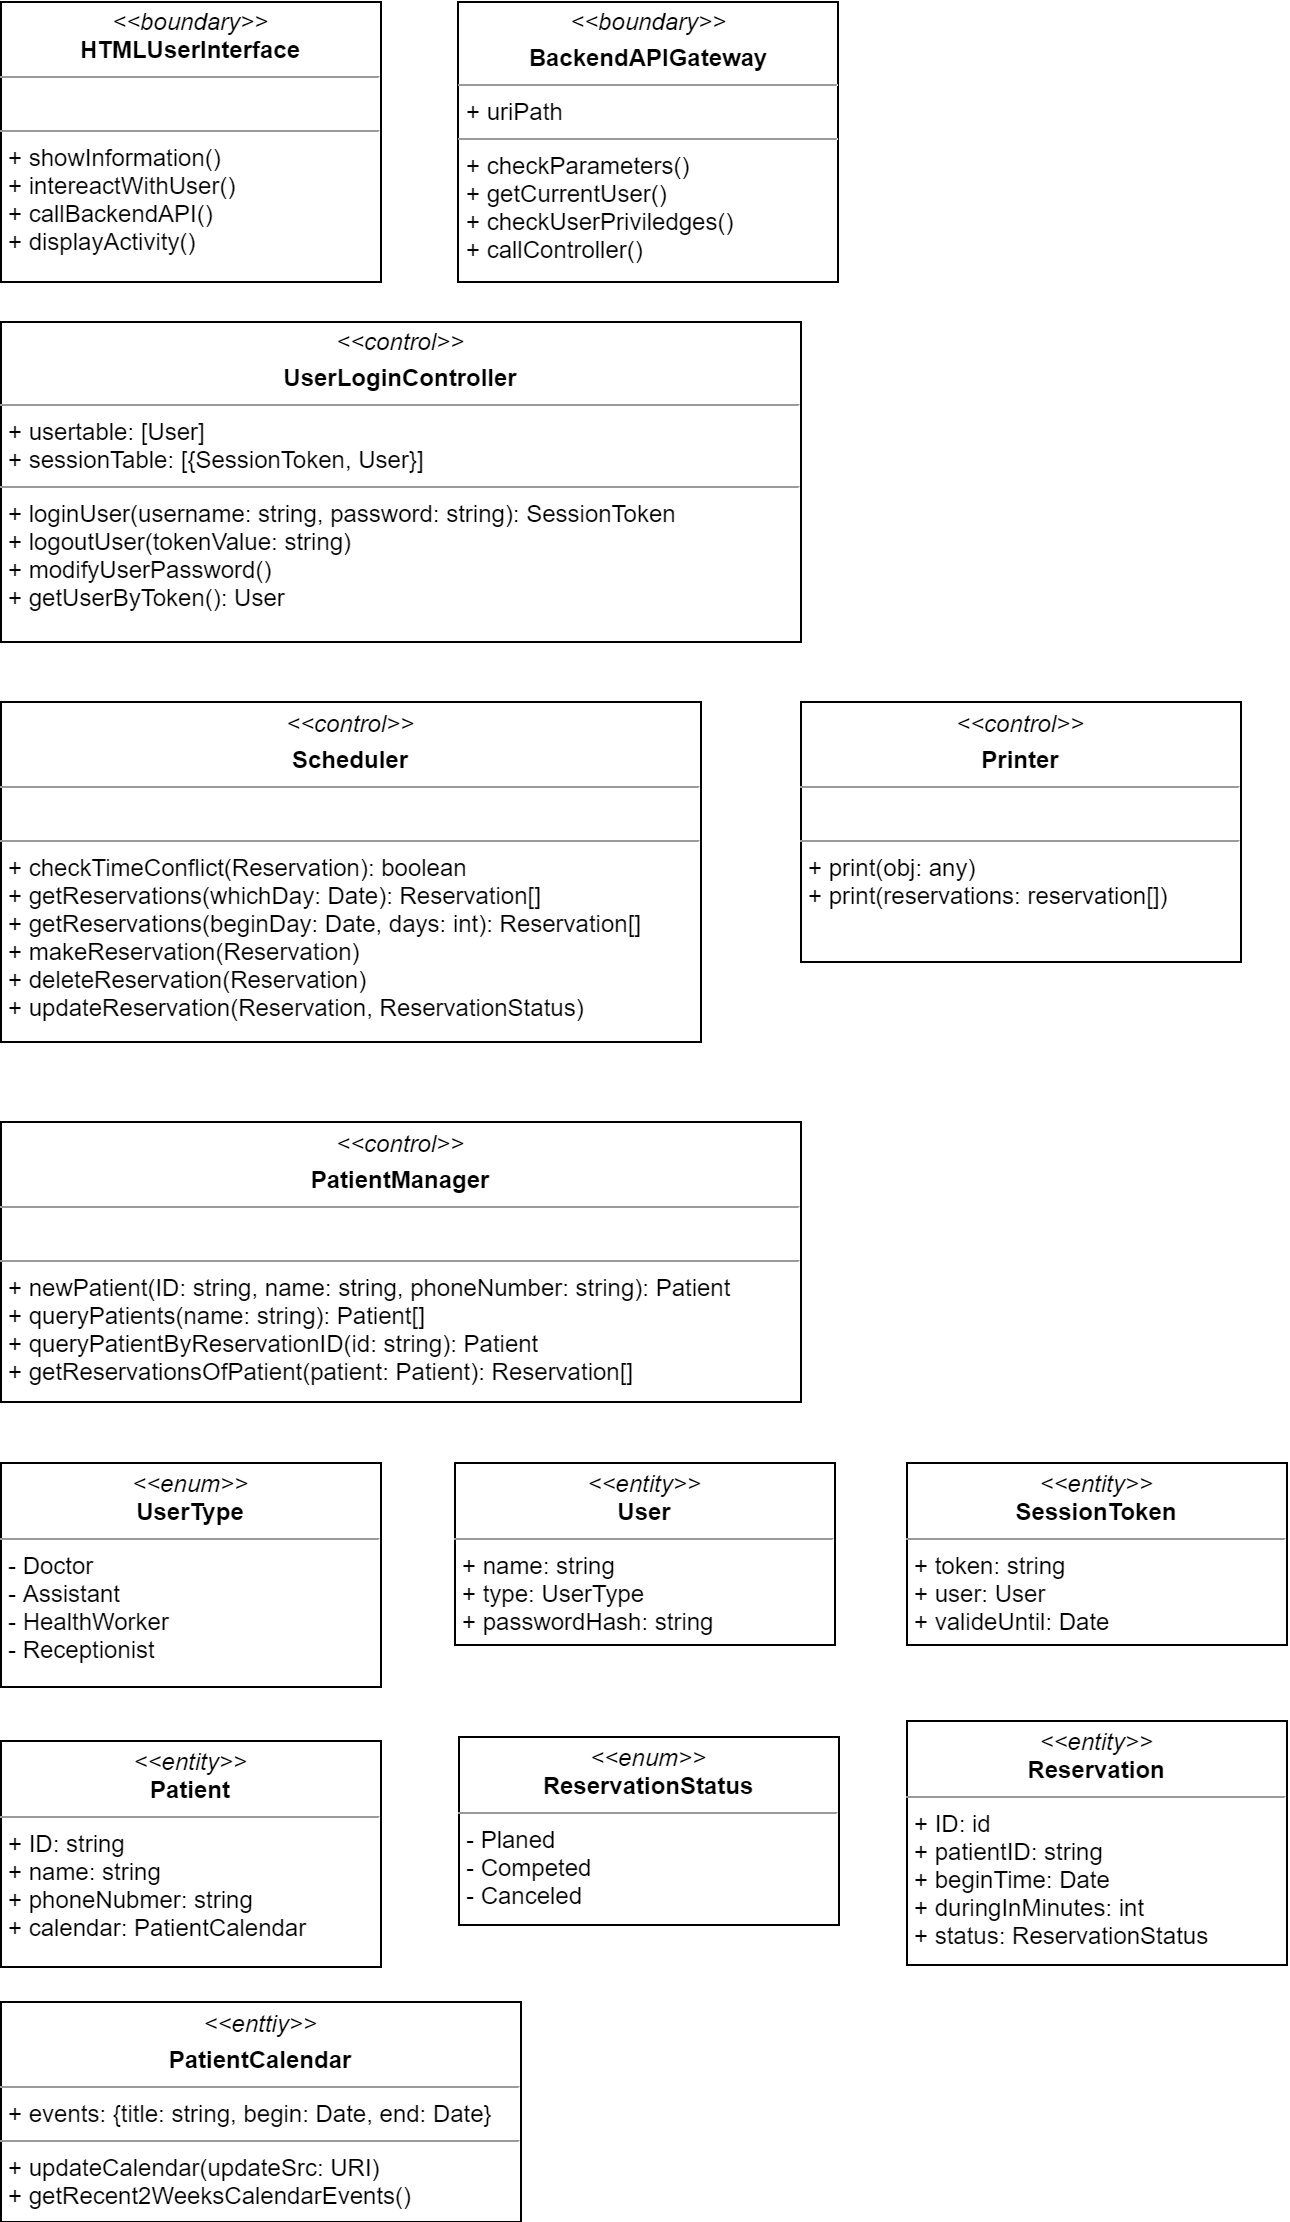 <<boundary>>
HTMLUserInterface
+ showInformation()
+ intereactWithUser()
+ callBackendAPI()
+ displayActivity()
<<boundary>>
BackendAPIGateway
+ uriPath
+ checkParameters()
+ getCurrentUser()
+ checkUserPriviledges()
+ callController()
<<control>>
UserLoginController
+ usertable: [User]
+ sessionTable: [{SessionToken, User}]
+ loginUser(username: string, password: string): SessionToken
+ logoutUser(tokenValue: string)
+ modifyUserPassword()
+ getUserByToken(): User
<<control>>
Scheduler
+ checkTimeConflict(Reservation): boolean
+ getReservations(whichDay: Date): Reservation[]
+ getReservations(beginDay: Date, days: int): Reservation[]
+ makeReservation(Reservation)
+ deleteReservation(Reservation)
+ updateReservation(Reservation, ReservationStatus)
<<control>>
Printer
+ print(obj: any)
+ print(reservations: reservation[])
<<control>>
PatientManager
+ newPatient(ID: string, name: string, phoneNumber: string): Patient
+ queryPatients(name: string): Patient[]
+ queryPatientByReservationID(id: string): Patient
+ getReservationsOfPatient(patient: Patient): Reservation[]
<<enum>>
UserType
- Doctor
- Assistant
- HealthWorker
- Receptionist
<<entity>>
User
+ name: string
+ type: UserType
+ passwordHash: string
<<entity>>
SessionToken
+ token: string
+ user: User
+ valideUntil: Date
<<entity>>
Patient
+ ID: string
+ name: string
+ phoneNubmer: string
+ calendar: PatientCalendar
<<enum>>
ReservationStatus
- Planed
- Competed
- Canceled
<<entity>>
Reservation
+ ID: id
+ patientID: string
+ beginTime: Date
+ duringInMinutes: int
+ status: ReservationStatus
<<enttiy>>
PatientCalendar
+ events: {title: string, begin: Date, end: Date}
+ updateCalendar(updateSrc: URI)
+ getRecent2WeeksCalendarEvents()